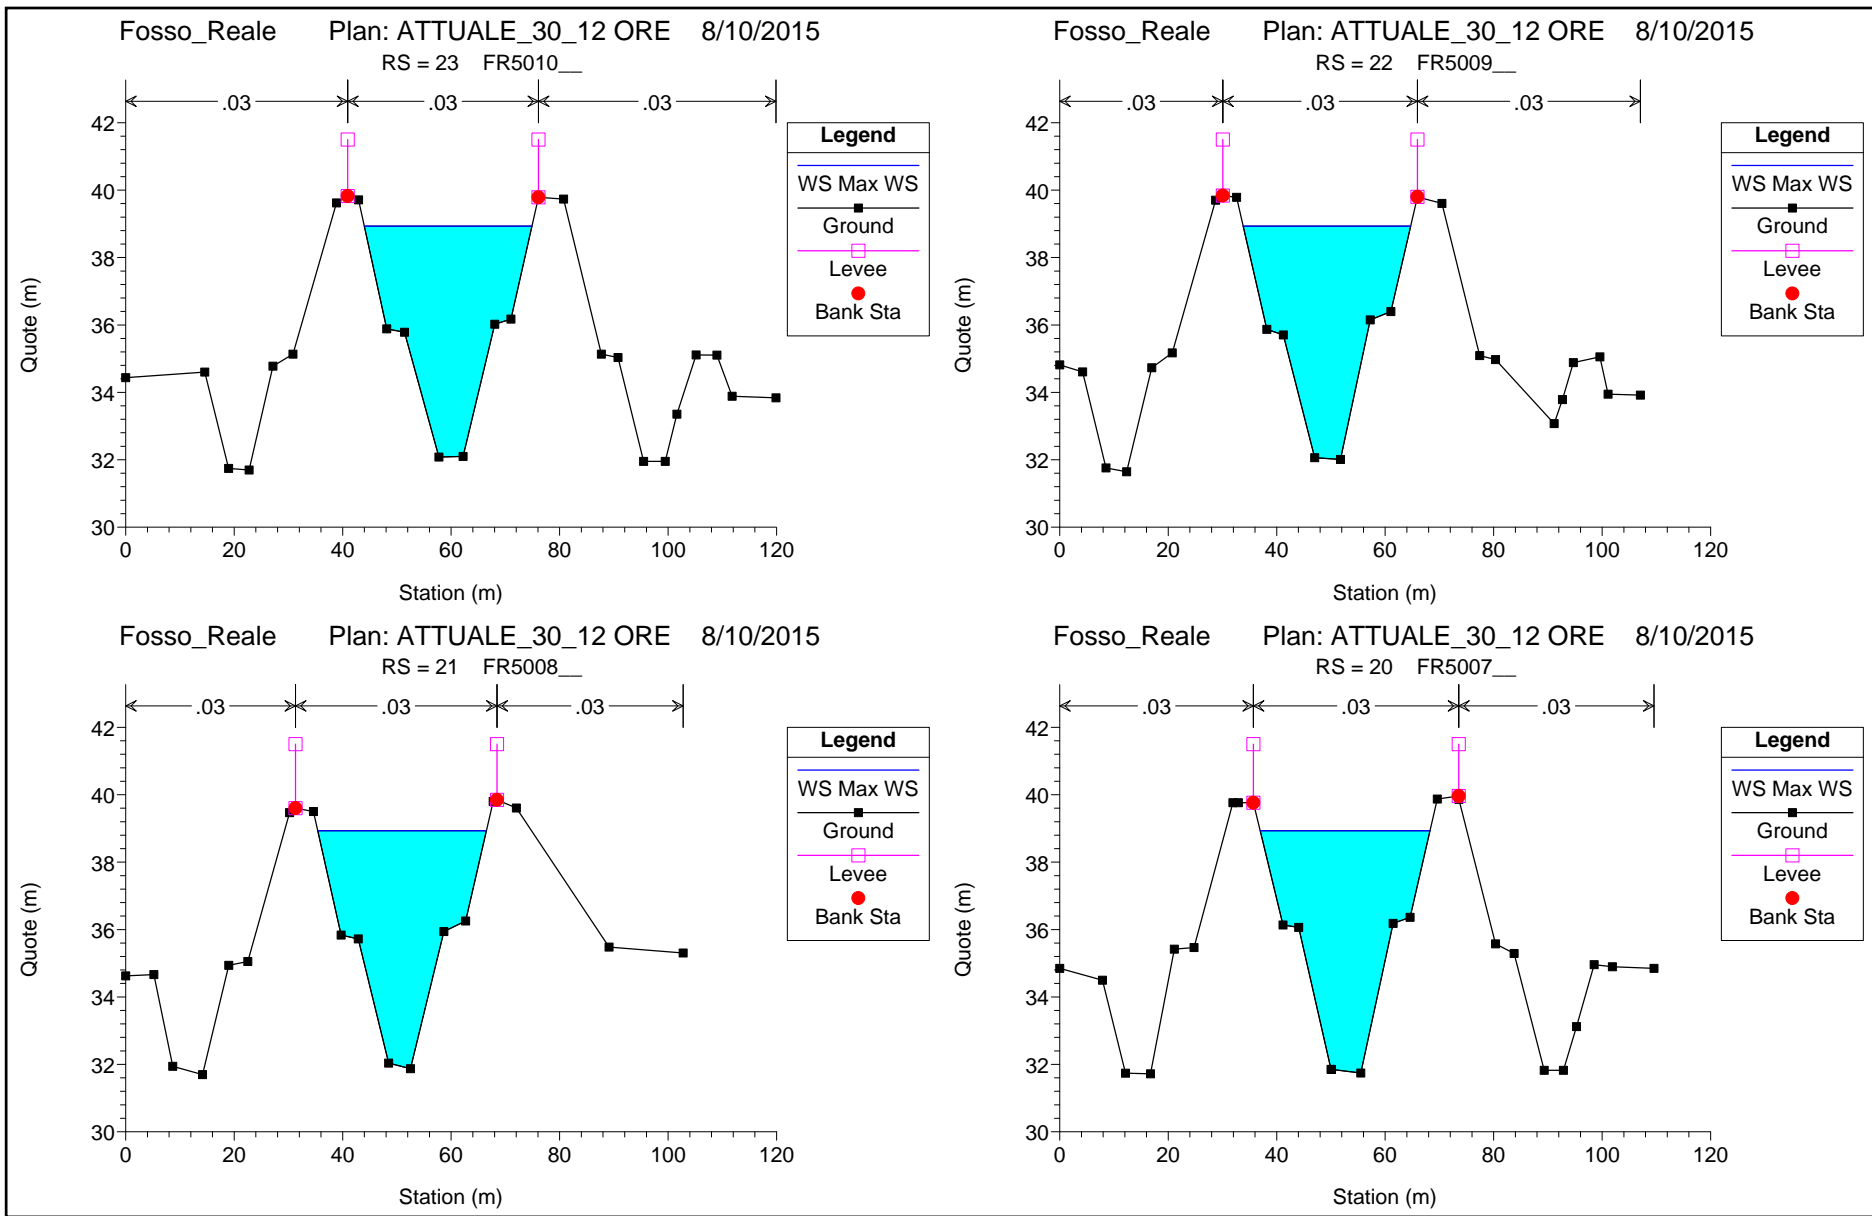 Fosso_Reale Plan: ATTUALE_30_12 ORE 8/10/2015
RS = 23 FR5010__
.03 .03 .03
42
40
38
36
34
32
30
0 20 40 60 80 100 120
Station (m)
Quote (m)
Legend
WS Max WS
Ground
Levee
Bank Sta
Fosso_Reale Plan: ATTUALE_30_12 ORE 8/10/2015
RS = 22 FR5009__
.03 .03 .03
42
40
38
36
34
32
30
0 20 40 60 80 100 120
Station (m)
Quote (m)
Legend
WS Max WS
Ground
Levee
Bank Sta
Fosso_Reale Plan: ATTUALE_30_12 ORE 8/10/2015
RS = 21 FR5008__
.03 .03 .03
42
40
38
36
34
32
30
0 20 40 60 80 100 120
Station (m)
Quote (m)
Legend
WS Max WS
Ground
Levee
Bank Sta
Fosso_Reale Plan: ATTUALE_30_12 ORE 8/10/2015
RS = 20 FR5007__
.03 .03 .03
42
40
38
36
34
32
30
0 20 40 60 80 100 120
Station (m)
Quote (m)
Legend
WS Max WS
Ground
Levee
Bank Sta